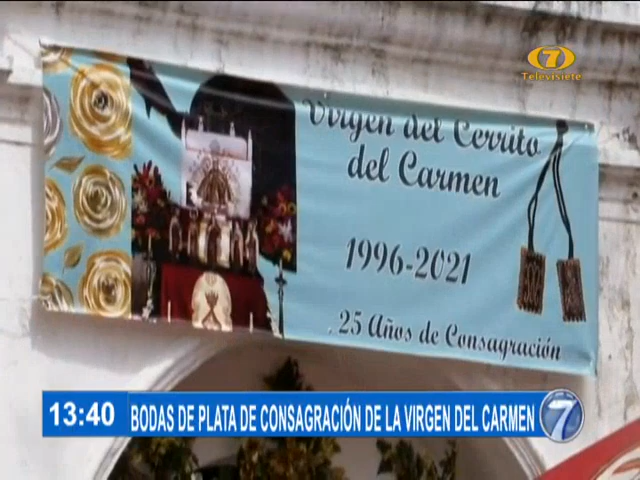 7
Televisiete
Virgen del Cerrito
del Carmen
1996-2021
25 Años de Consagración
13:40 BODAS DE PLATA DE CONSAGRACIÓN DE LA VIRGEN DEL CARMEN 7